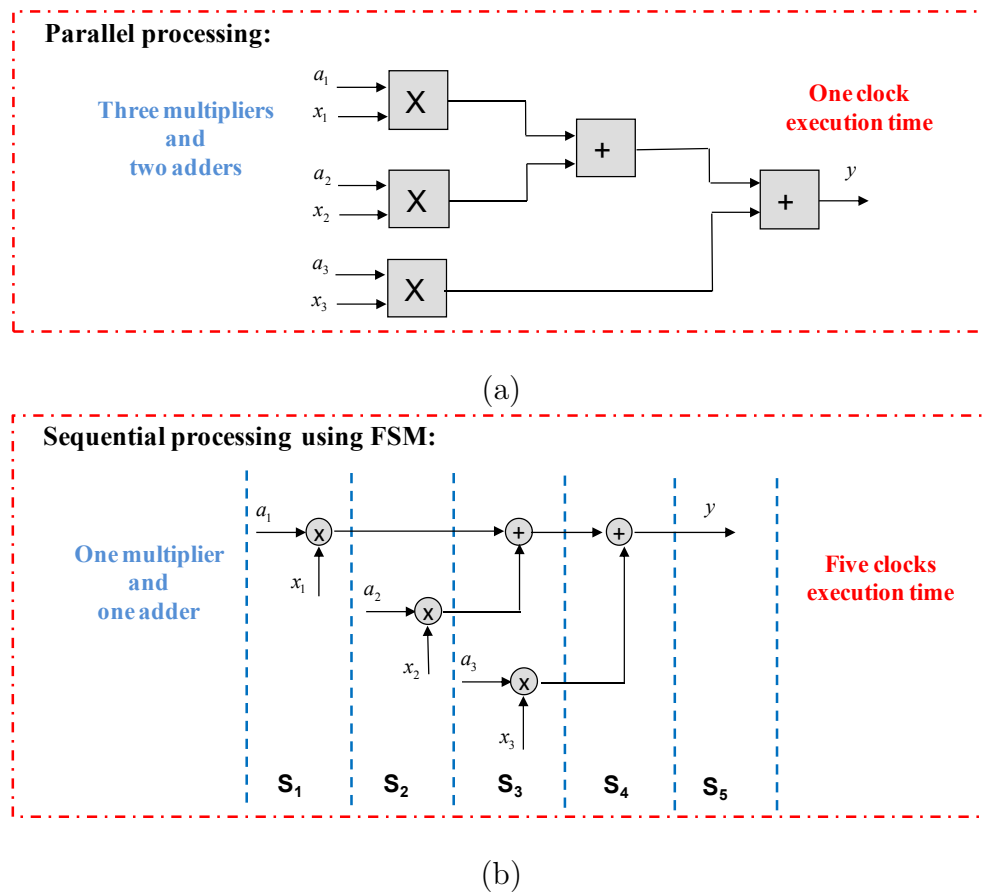 Parallel processing:
Three multipliers
and
two adders
a₁
x₁
X
a₂
x₂
X
a₃
x₃
X
+
+
y
One clock
execution time
(a)
Sequential processing using FSM:
One multiplier
and
one adder
a₁
x
x₁
a₂
x
x₂
a₃
x
x₃
+
+
y
Five clocks
execution time
S₁
S₂
S₃
S₄
S₅
(b)